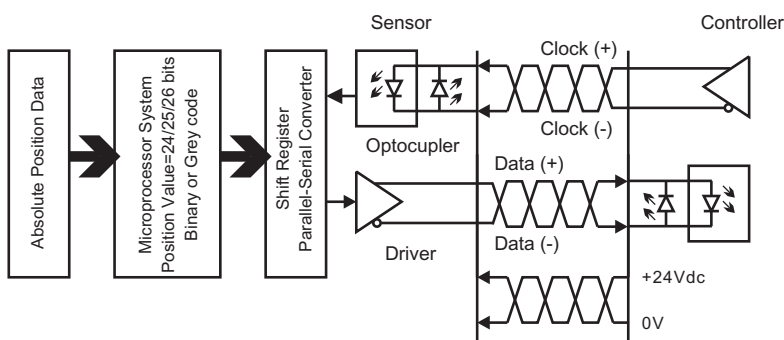 Sensor
Controller
Absolute Position Data
Microprocessor System
Position Value=24/25/26 bits
Binary or Grey code
Shift Register
Parallel-Serial Converter
Clock (+)
Clock (-)
Optocupler
Data (+)
Data (-)
Driver
+24Vdc
0V